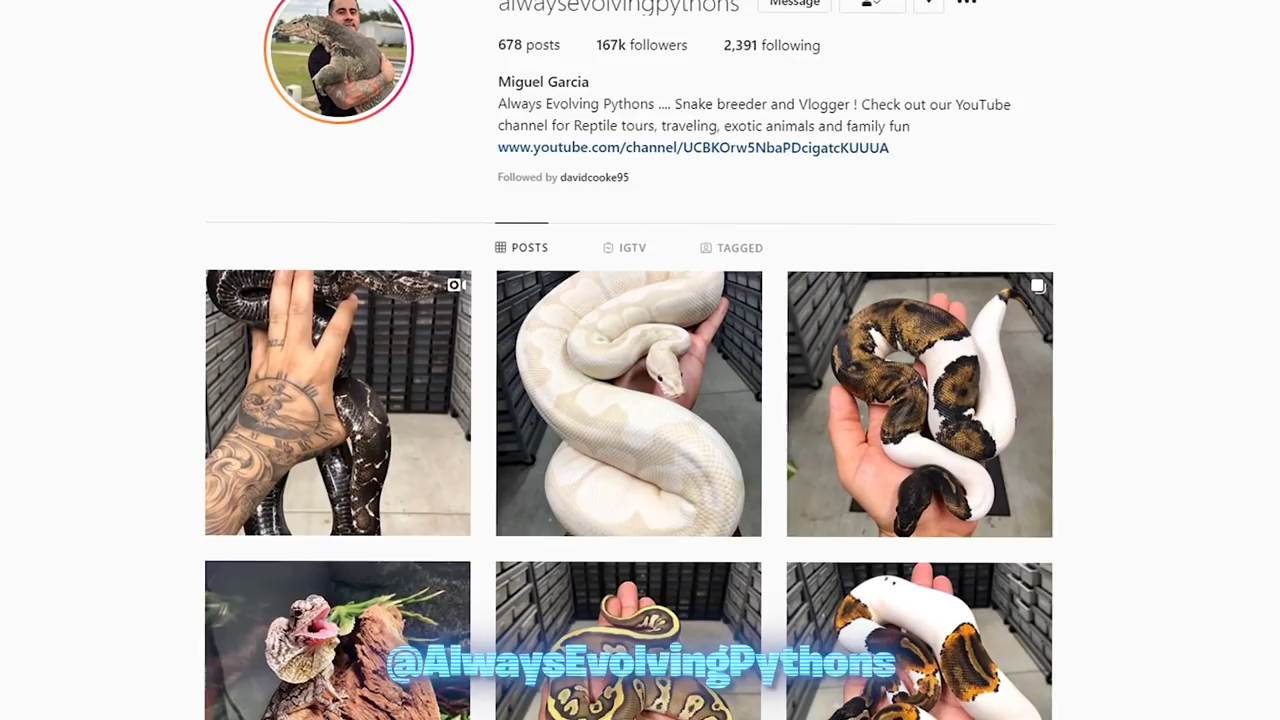 alwaysevolvingpythons Message
678 posts 167k followers 2,391 following
Miguel Garcia
Always Evolving Pythons .... Snake breeder and Vlogger ! Check out our YouTube
channel for Reptile tours, traveling, exotic animals and family fun
www.youtube.com/channel/UCBKOrw5NbaPDcigatcKUUUA
Followed by davidcooke95
POSTS IGTV TAGGED
@AlwaysEvolvingPythons